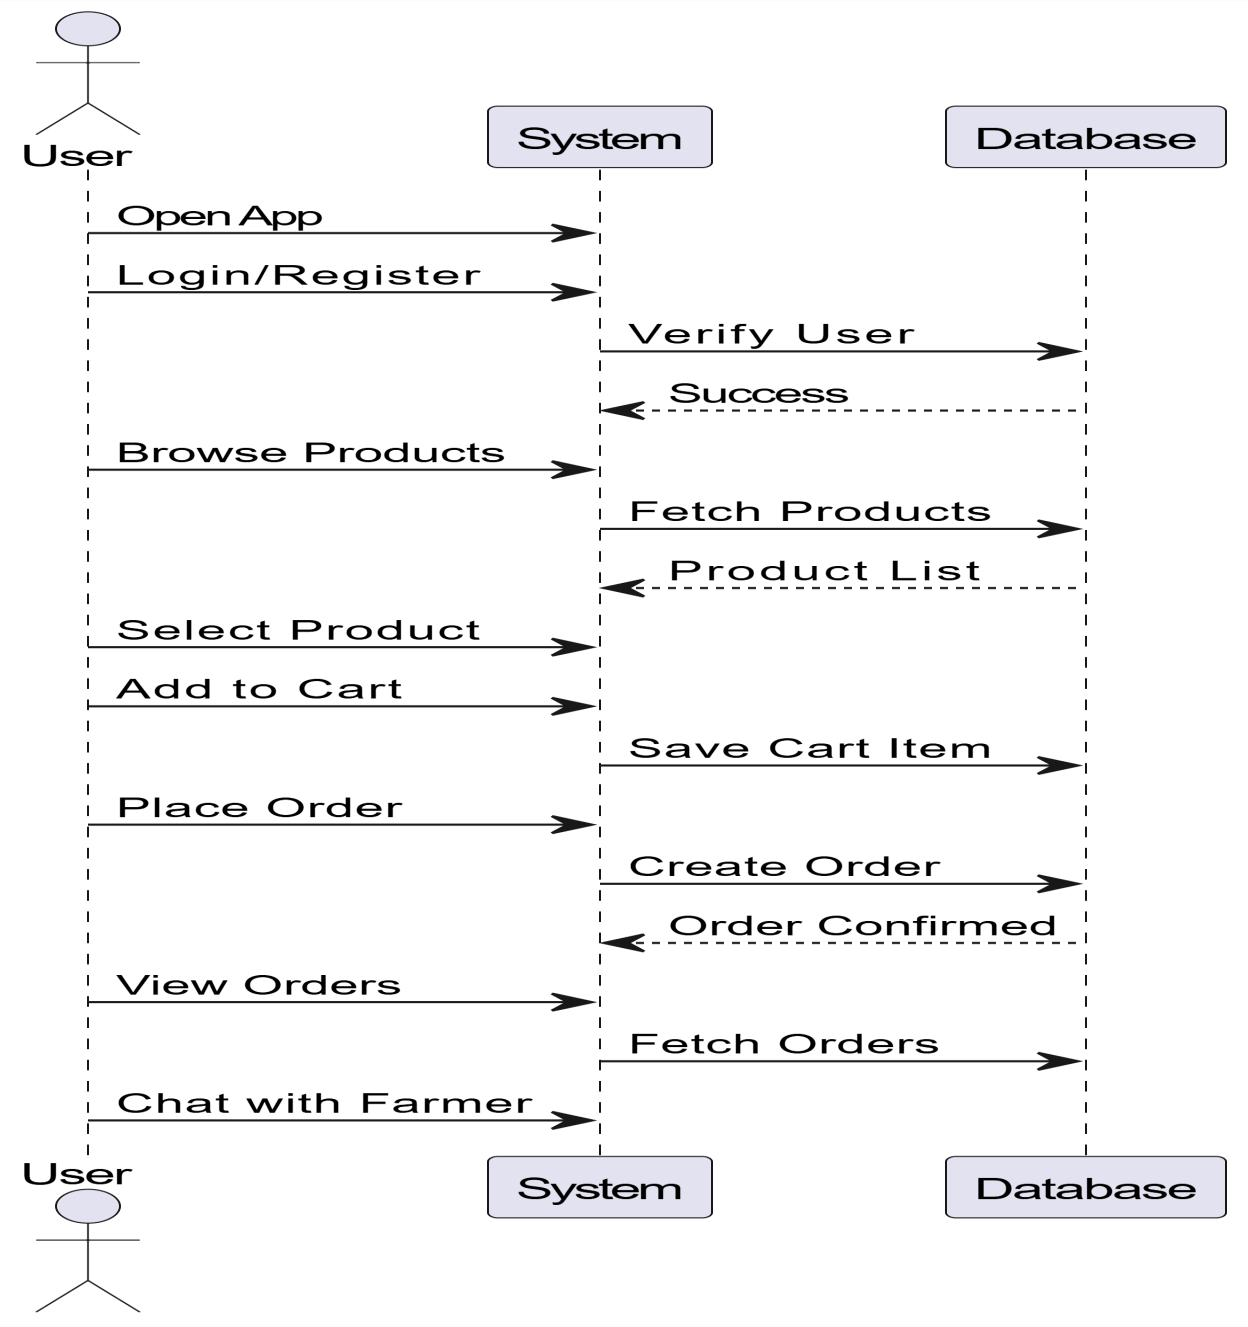 User
System
Database
Open App
Login/Register
Verify User
Success
Browse Products
Fetch Products
Product List
Select Product
Add to Cart
Save Cart Item
Place Order
Create Order
Order Confirmed
View Orders
Fetch Orders
Chat with Farmer
User
System
Database